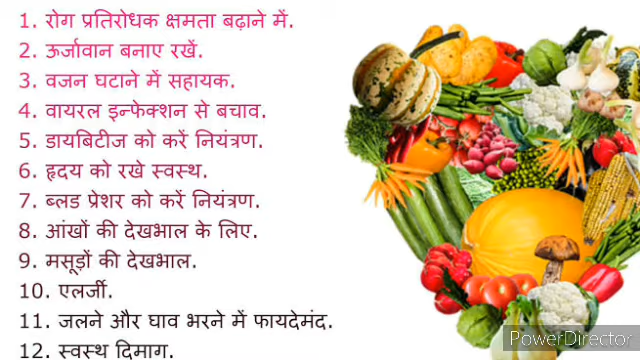 1. रोग प्रतिरोधक क्षमता बढ़ाने में.
2. ऊर्जावान बनाए रखें.
3. वजन घटाने में सहायक.
4. वायरल इन्फेक्शन से बचाव.
5. डायबिटीज को करें नियंत्रण.
6. हृदय को रखे स्वस्थ.
7. ब्लड प्रेशर को करें नियंत्रण.
8. आंखों की देखभाल के लिए.
9. मसूड़ों की देखभाल.
10. एलर्जी.
11. जलने और घाव भरने में फायदेमंद.
12. स्वस्थ दिमाग.
PowerDirector